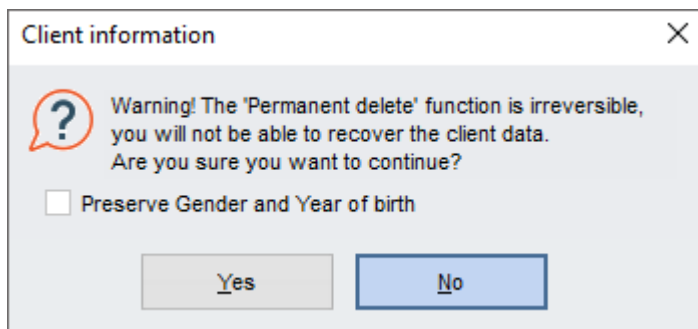 Client information
Warning! The 'Permanent delete' function is irreversible,
you will not be able to recover the client data.
Are you sure you want to continue?
Preserve Gender and Year of birth
Yes
No